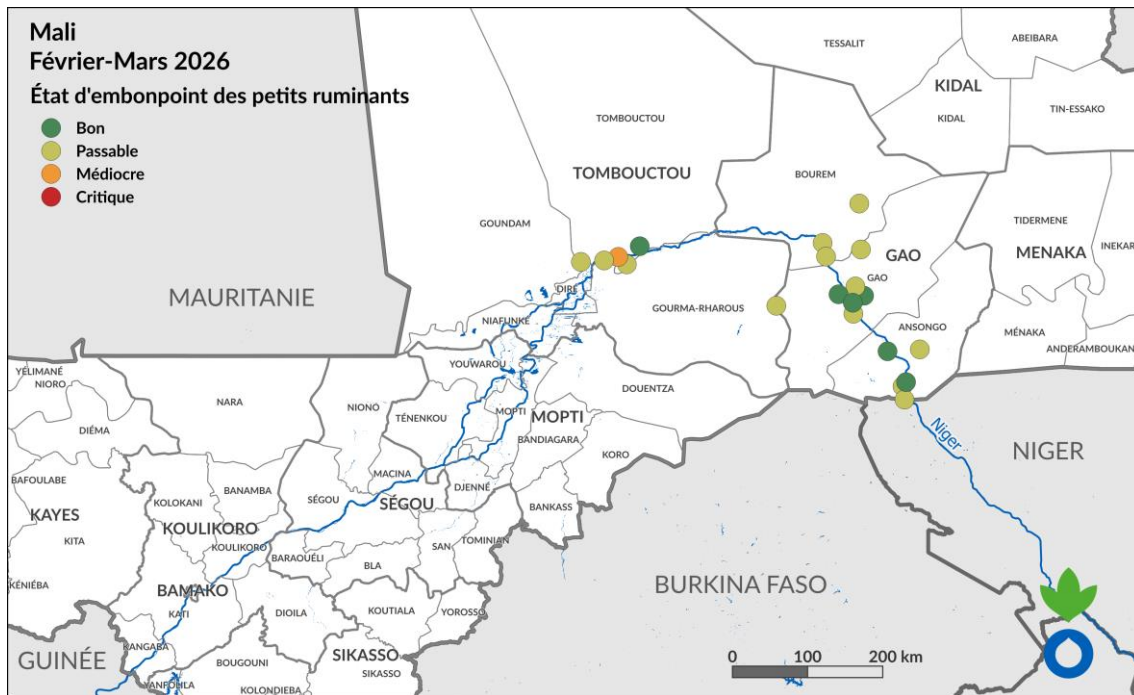 Mali
Février-Mars 2026
État d'embonpoint des petits ruminants
Bon
Passable
Médiocre
Critique
ABEIBARA
TESSALIT
KIDAL
KIDAL
TIN-ESSAKO
TOMBOUCTOU
TOMBOUCTOU
BOUREM
GOUNDAM
TIDERMENE
MENAKA
INEKAR
GAO
GAO
MAURITANIE
DIRE
GOURMA-RHAROUS
NIAFUNKE
ANSONGO
MÉNAKA
ANDERAMBOUKAN
YÉLIMANÉ
NIORO
YOUWAROU
DOUENTZA
NARA
NIONO
TÉNENKOU
MOPTI
MOPTI
BANDIAGARA
DIÉMA
KORO
Niger
NIGER
BAFOULABE
MACINA
DJENNÉ
BANAMBA
KOLOKANI
SÉGOU
SÉGOU
BANKASS
KAYES
KOULIKORO
KITA
KOULIKORO
SAN
TOMINIAN
BARAOUÉLI
BLA
KÉNIÉBA
BAMAKO
BURKINA FASO
KATI
DIOILA
KOUTIALA
YOROSSO
KANGABA
GUINÉE
BOUGOUNI
SIKASSO
SIKASSO
YANFOHLA
KOLONDIEBA
0 100 200 km